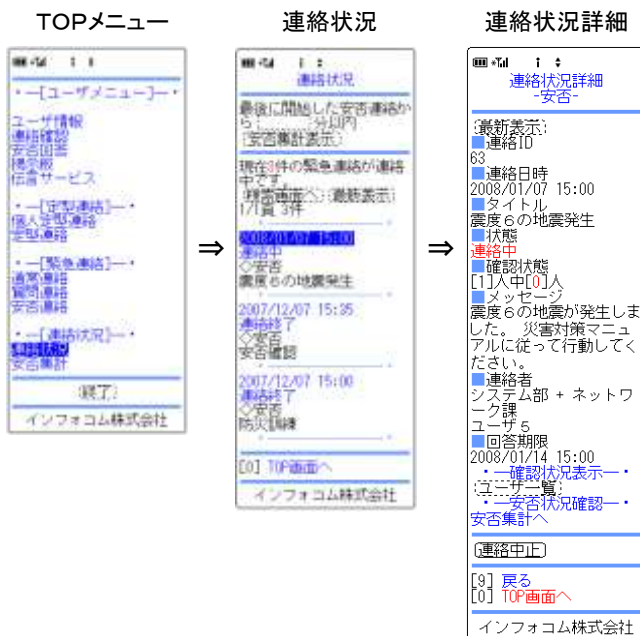 TOPメニュー
・―[ユーザメニュー]―・
ユーザ情報
連絡確認
安否回答
掲示板
伝言サービス
・―[定型連絡]―・
個人定型連絡
定型連絡
・―[緊急連絡]―・
通常連絡
質問連絡
安否連絡
・―[連絡状況]―・
連絡状況
安否集計
(終了)
インフォコム株式会社
⇒
連絡状況
連絡状況
最後に開始した安否連絡か
ら 分以内
(安否集計表示)
現在3件の緊急連絡が連絡
中です。
(検索画面へ)(最新表示)
1/1頁 3件
2008/01/07 15:00
連絡中
◇安否
震度6の地震発生
2007/12/07 15:35
連絡終了
◇安否
安否確認
2007/12/07 15:00
連絡終了
◇安否
防災訓練
[0] TOP画面へ
インフォコム株式会社
⇒
連絡状況詳細
連絡状況詳細
-安否-
(最新表示)
■連絡ID
63
■連絡日時
2008/01/07 15:00
■タイトル
震度6の地震発生
■状態
連絡中
■確認状態
[1]人中[0]人
■メッセージ
震度6の地震が発生しま
した。 災害対策マニュ
アルに従って行動してく
ださい。
■連絡者
システム部 + ネットワ
ーク課
ユーザ5
■回答期限
2008/01/14 15:00
・―確認状況表示―・
(ユーザ一覧)
・―安否状況確認―・
安否集計へ
(連絡中止)
[9] 戻る
[0] TOP画面へ
インフォコム株式会社